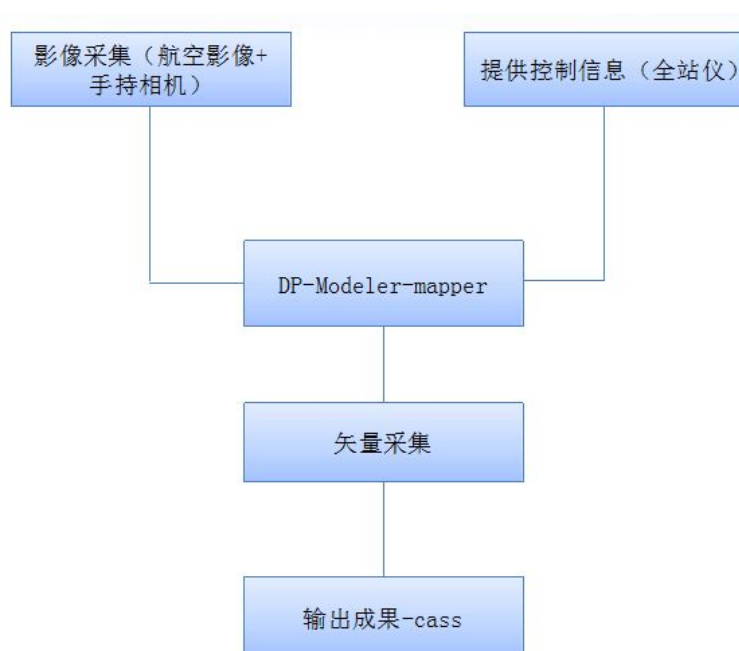 影像采集（航空影像+
手持相机）
提供控制信息（全站仪）
DP-Modeler-mapper
矢量采集
输出成果-cass